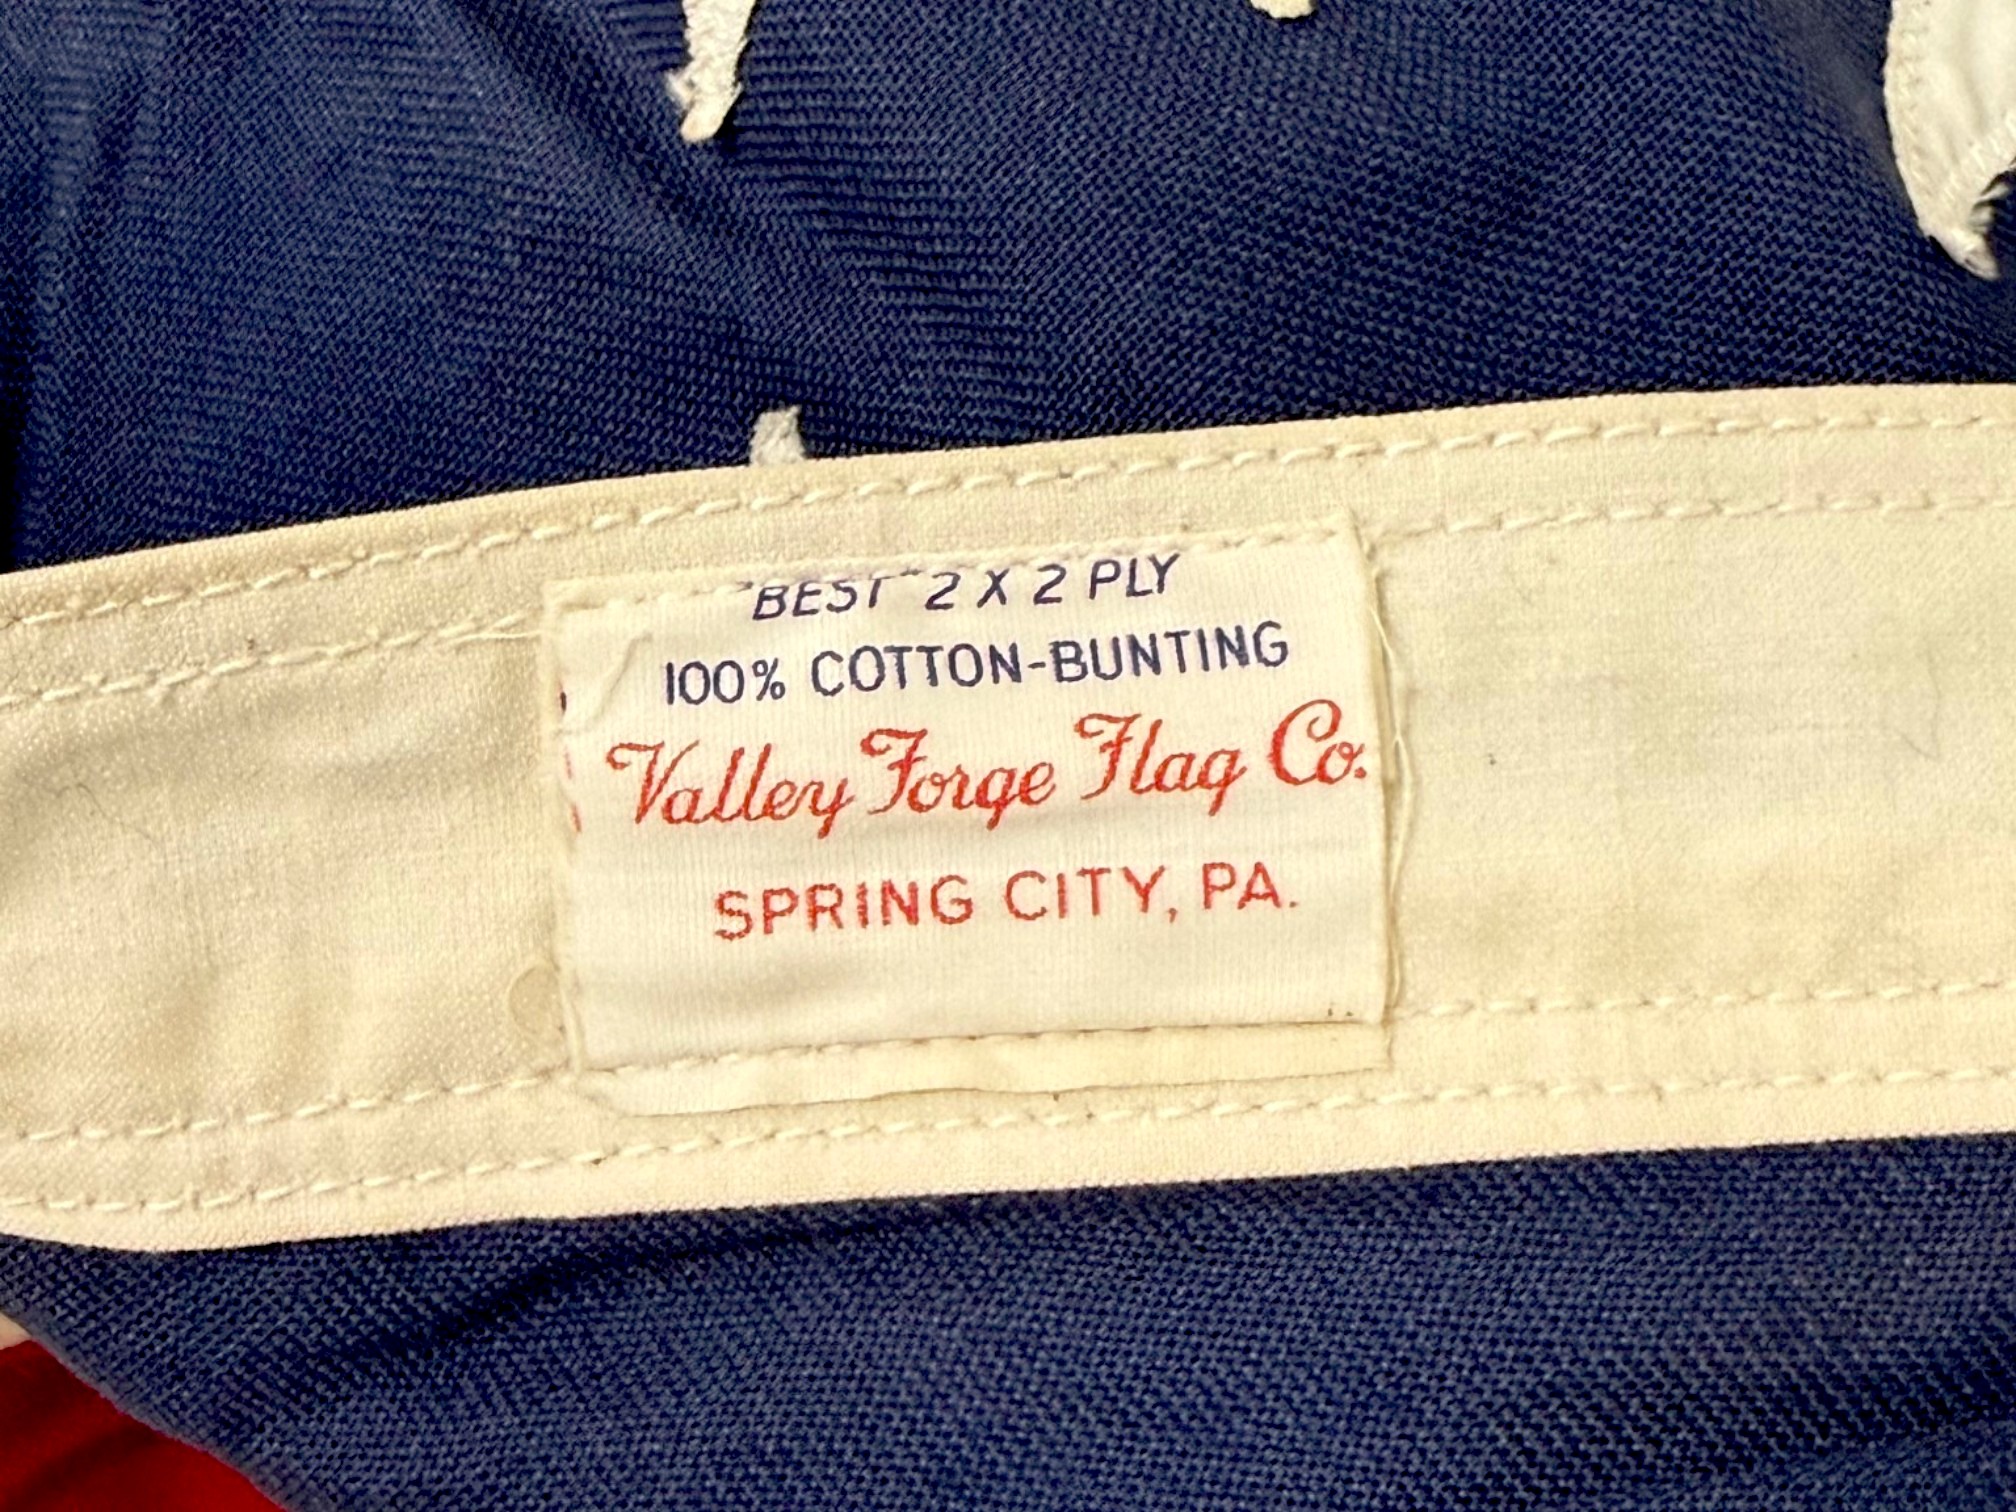 "BEST" 2 X 2 PLY
100% COTTON-BUNTING
Valley Forge Flag Co.
SPRING CITY, PA.